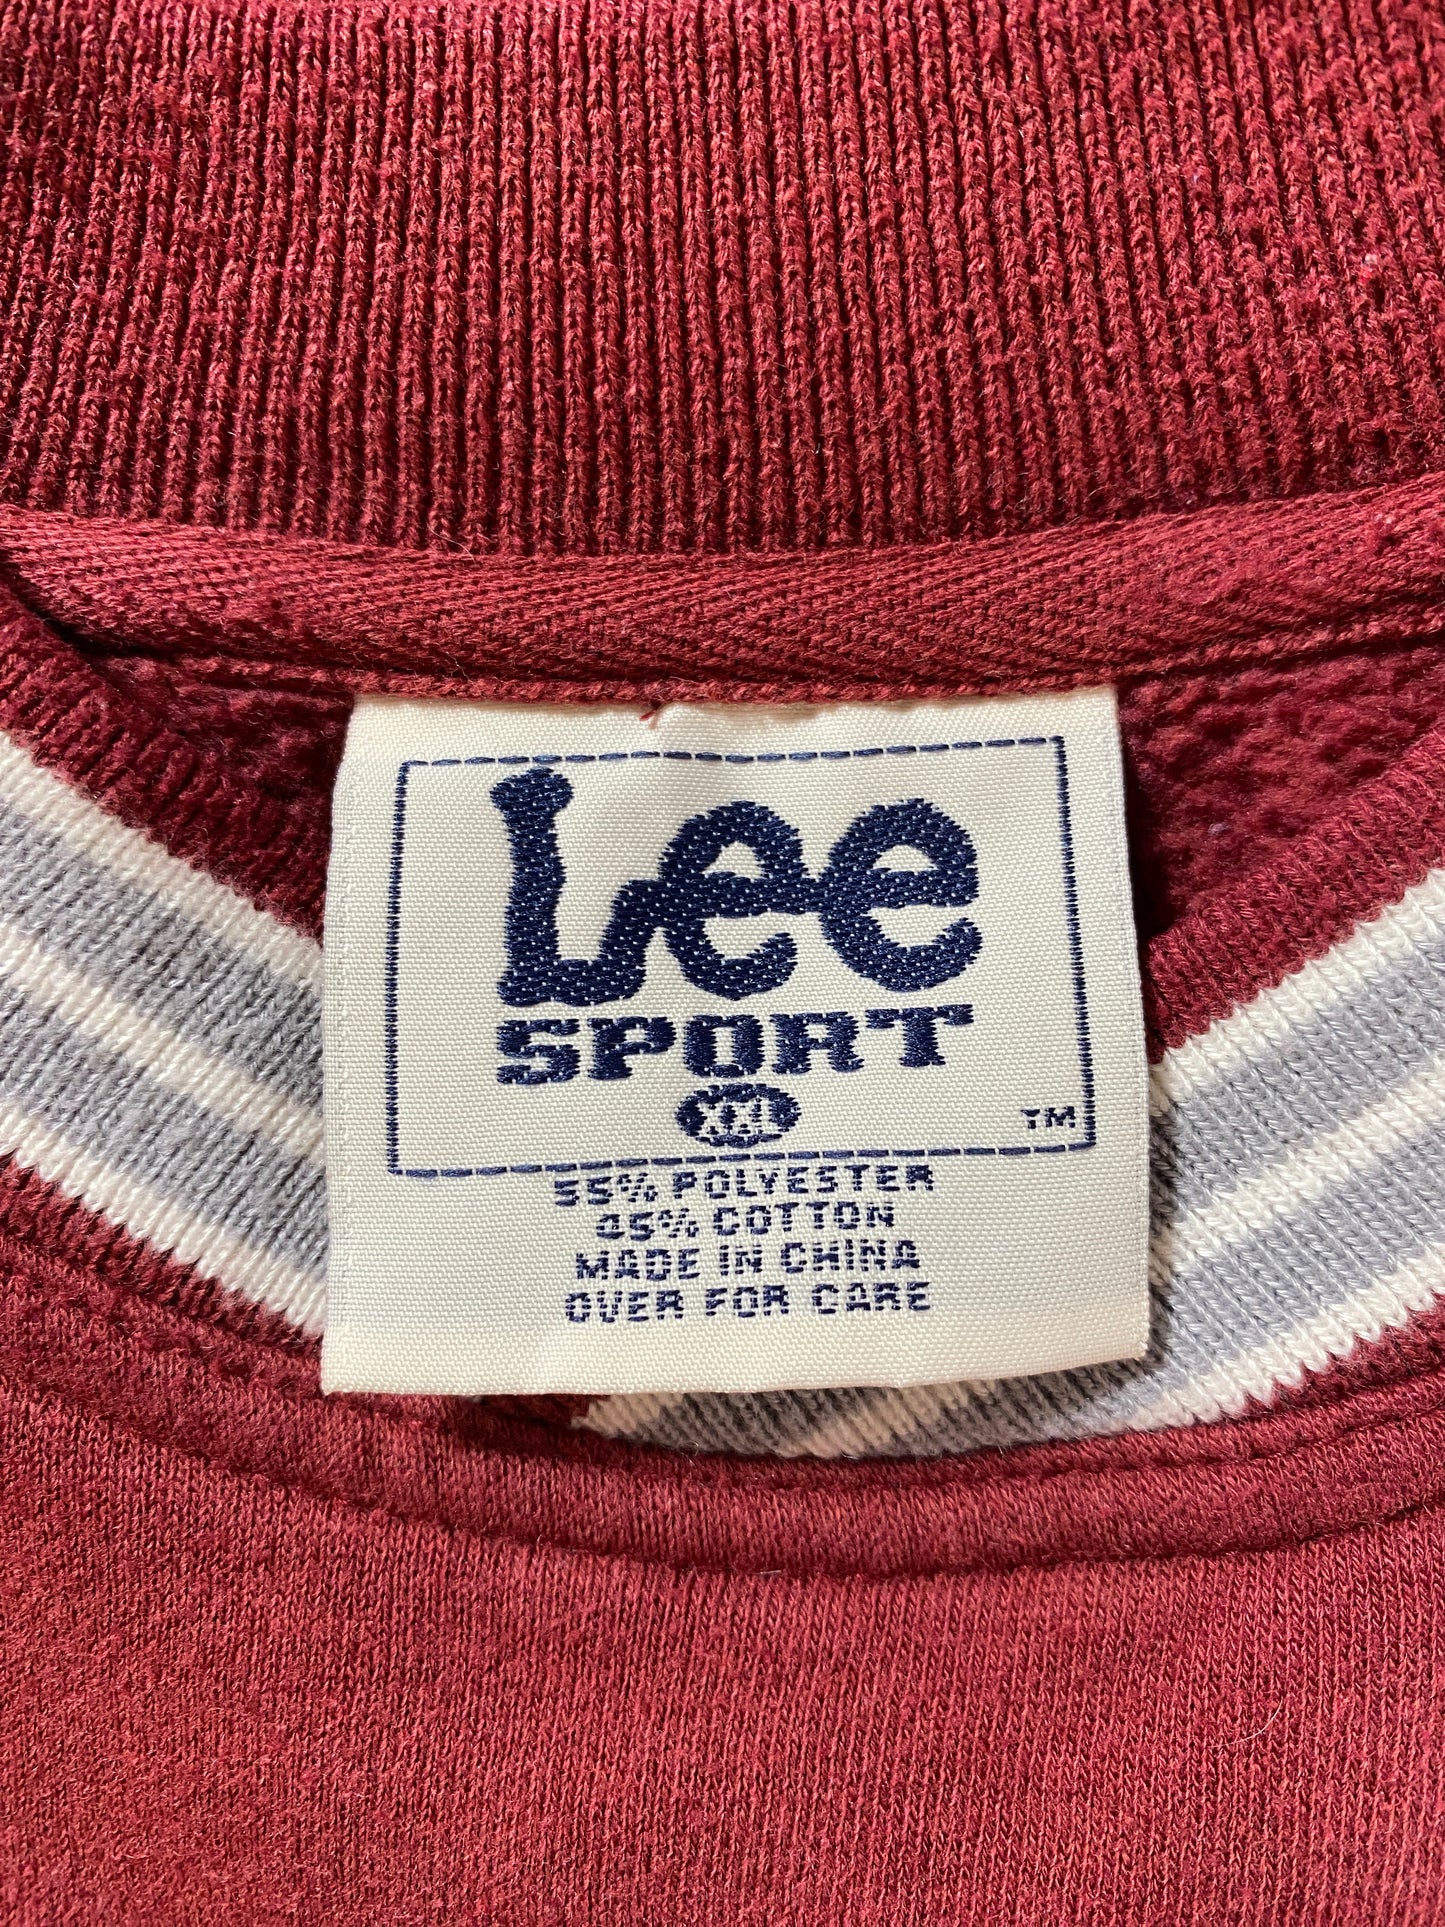 Lee
SPORT
XXL
TM
55% POLYESTER
45% COTTON
MADE IN CHINA
OVER FOR CARE